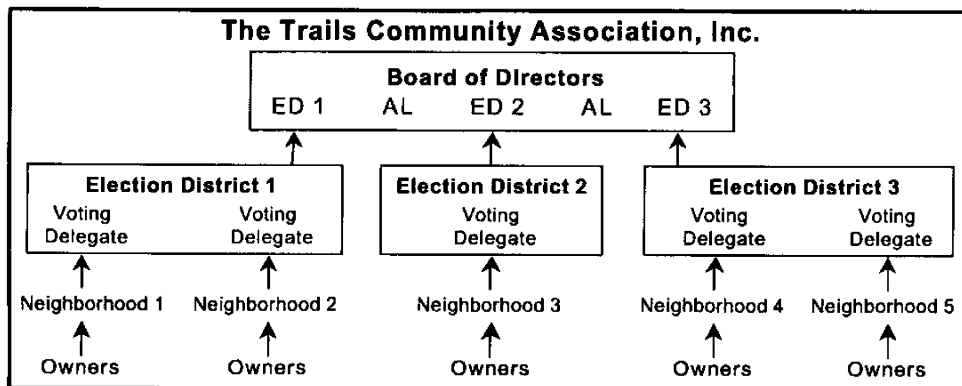 The Trails Community Association, Inc.
Board of Directors
ED 1 AL ED 2 AL ED 3
Election District 1 Election District 2 Election District 3
Voting Voting Voting Voting Voting
Delegate Delegate Delegate Delegate Delegate
Neighborhood 1 Neighborhood 2 Neighborhood 3 Neighborhood 4 Neighborhood 5
Owners Owners Owners Owners Owners